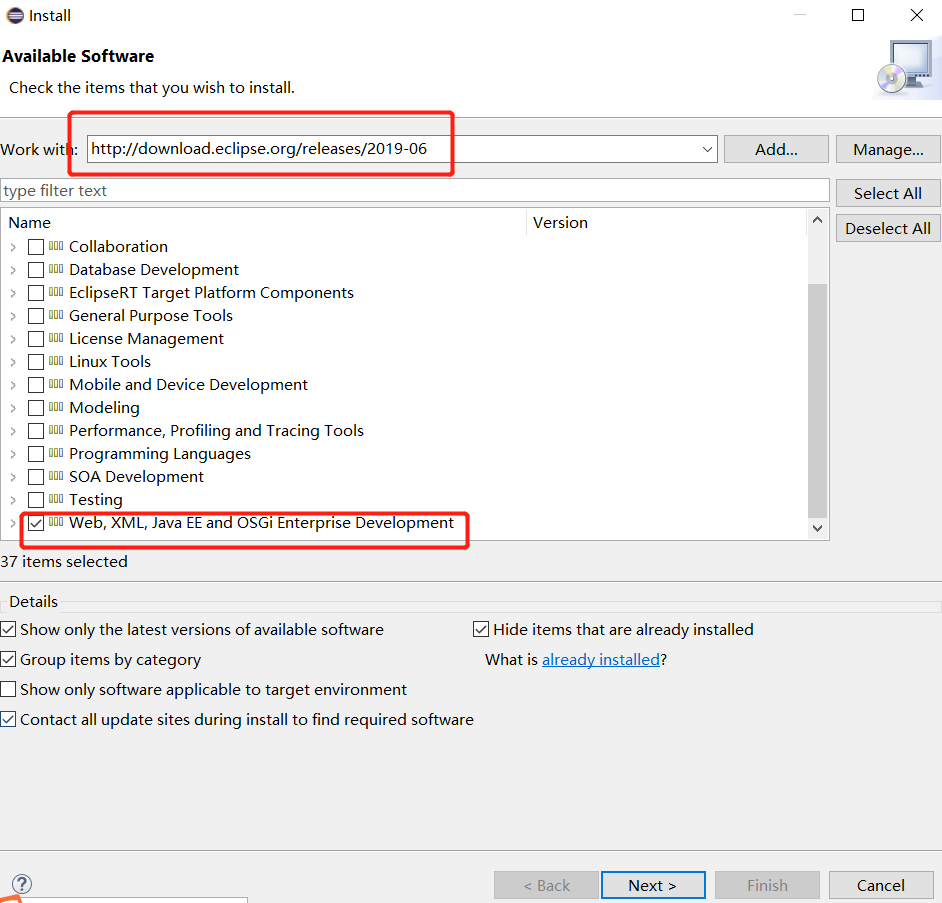 Install
Available Software
Check the items that you wish to install.
Work with: http://download.eclipse.org/releases/2019-06 Add... Manage...
type filter text Select All
Name Version Deselect All
Collaboration
Database Development
EclipseRT Target Platform Components
General Purpose Tools
License Management
Linux Tools
Mobile and Device Development
Modeling
Performance, Profiling and Tracing Tools
Programming Languages
SOA Development
Testing
Web, XML, Java EE and OSGi Enterprise Development
37 items selected
Details
Show only the latest versions of available software Hide items that are already installed
Group items by category What is already installed?
Show only software applicable to target environment
Contact all update sites during install to find required software
? < Back Next > Finish Cancel